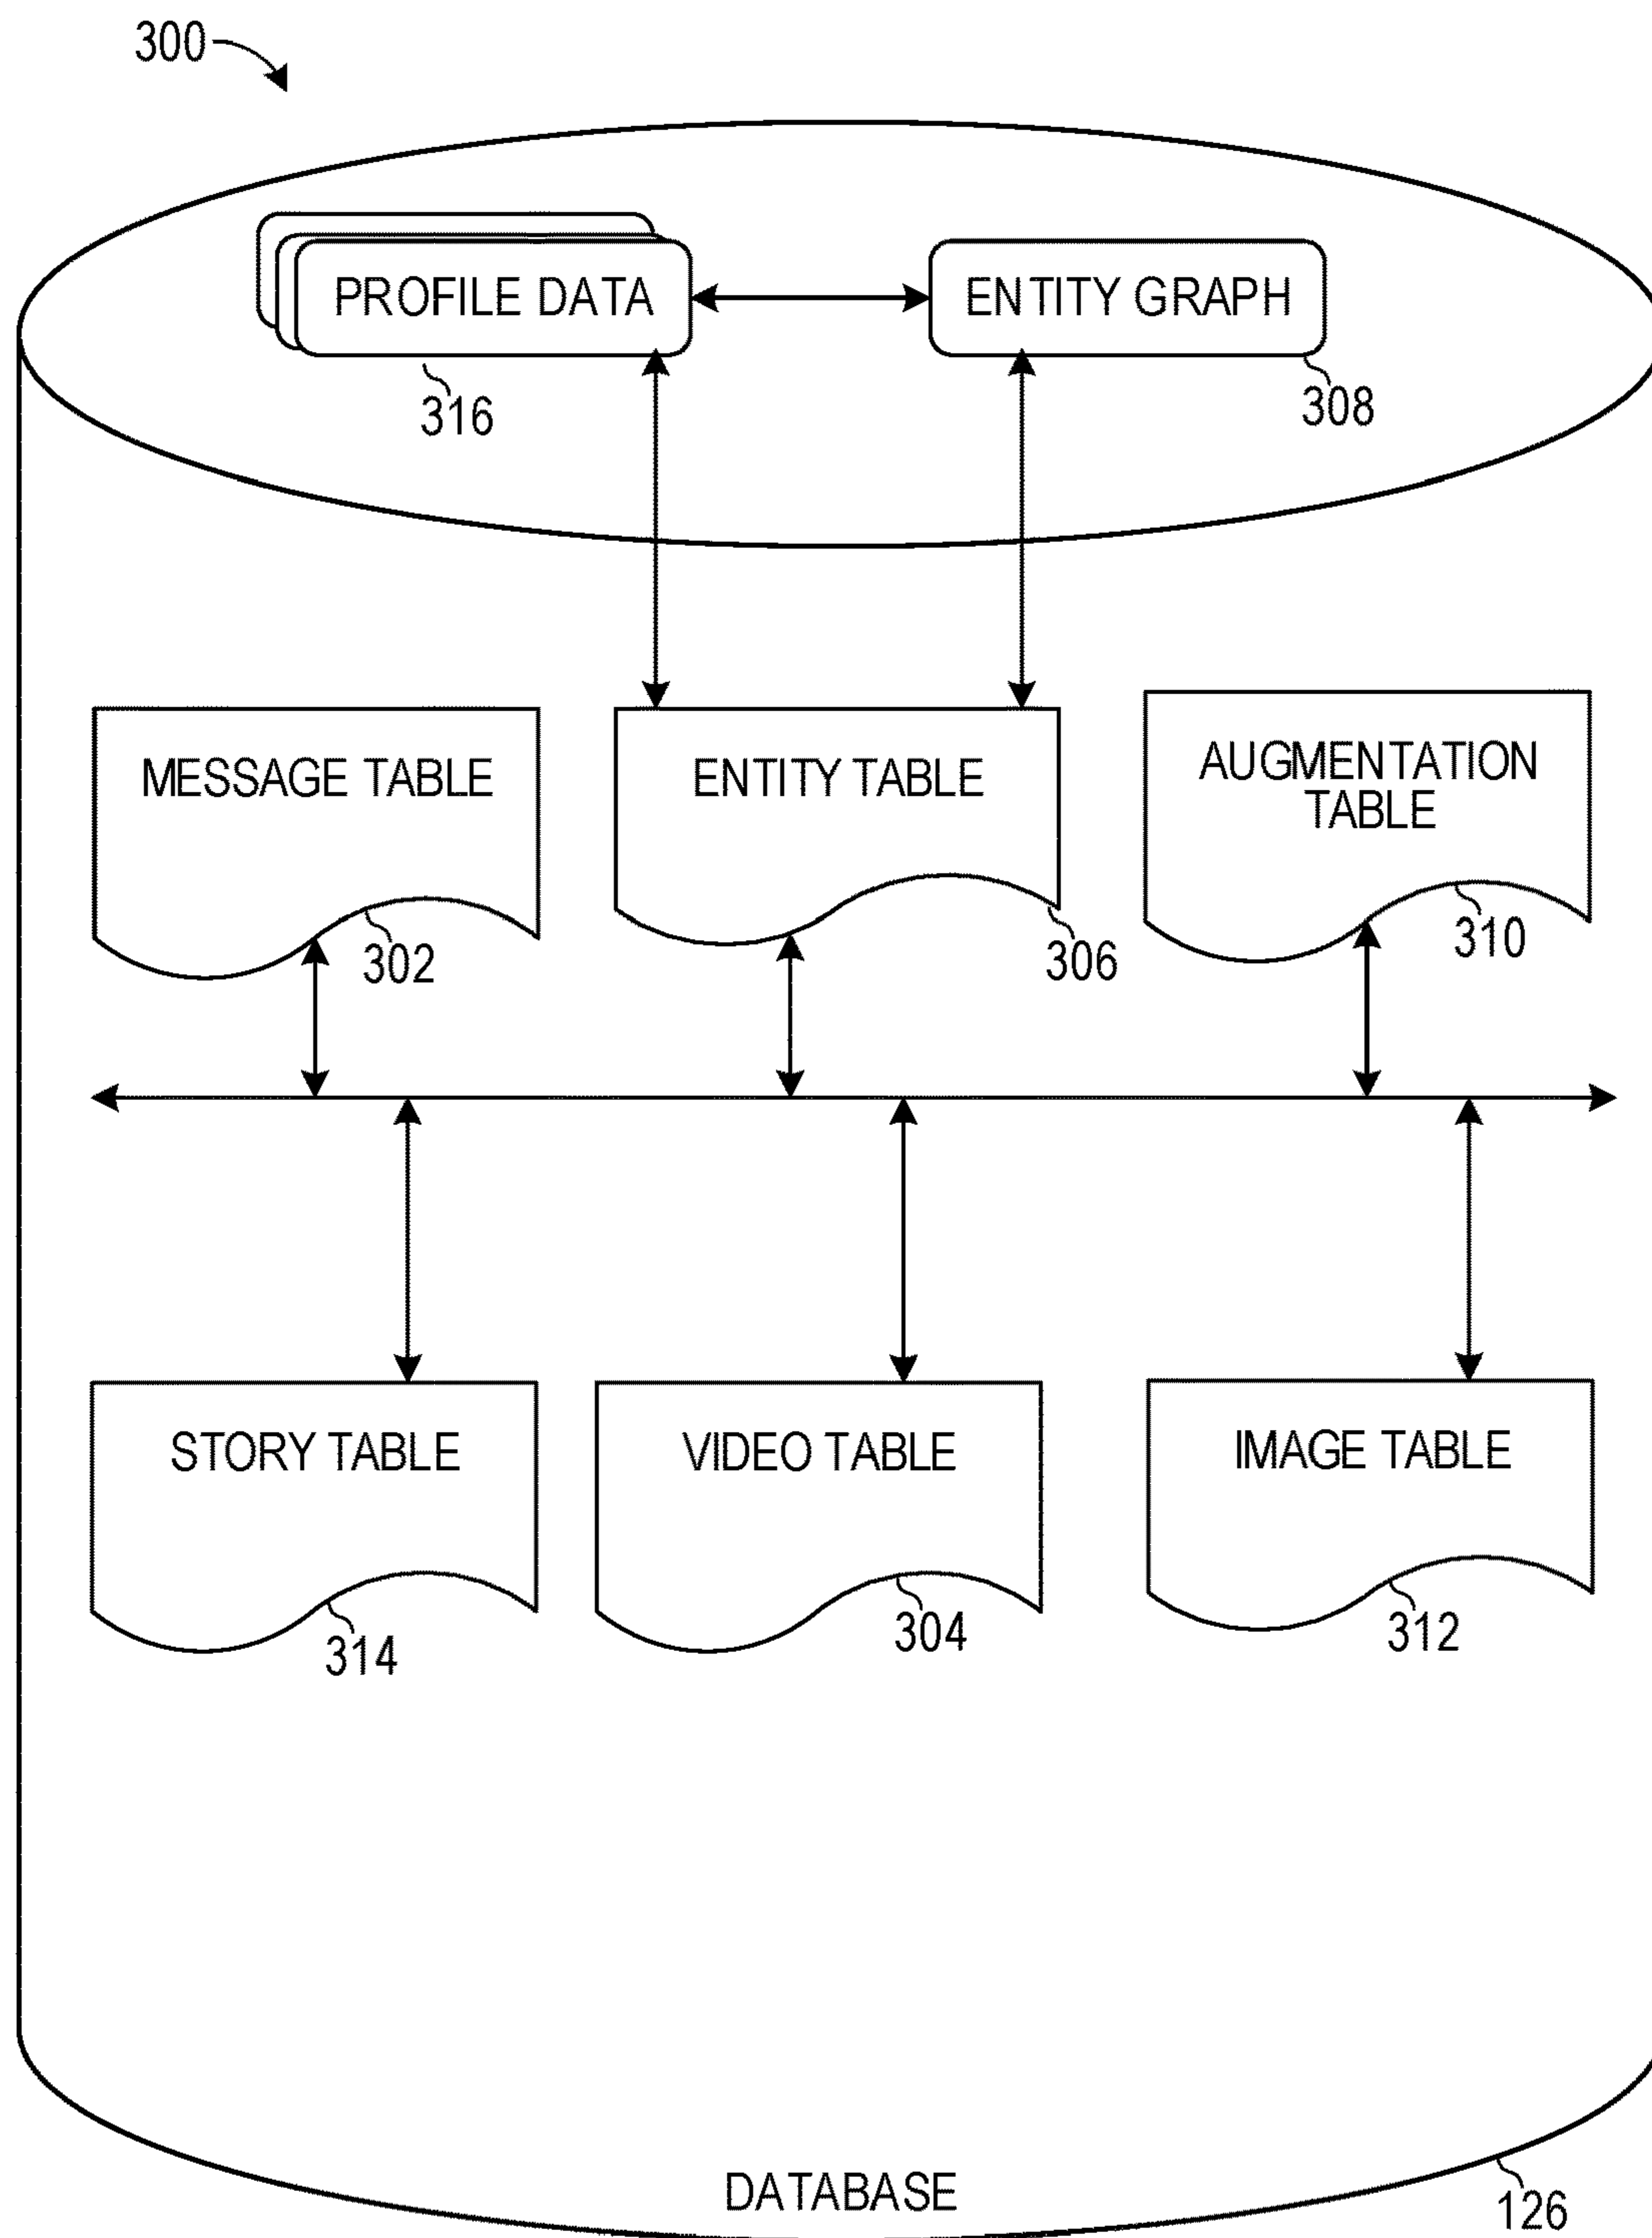 300
PROFILE DATA
ENTITY GRAPH
316
308
MESSAGE TABLE
ENTITY TABLE
AUGMENTATION
TABLE
302
306
310
STORY TABLE
VIDEO TABLE
IMAGE TABLE
314
304
312
DATABASE
126